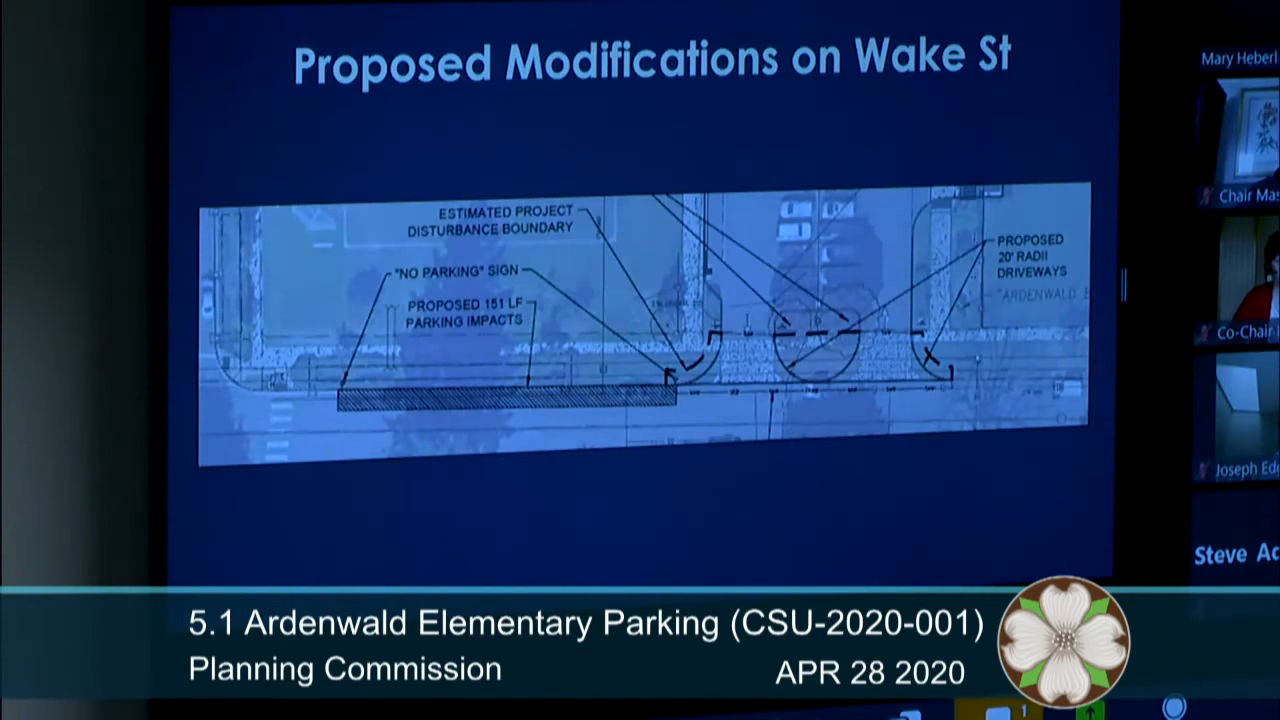 Proposed Modifications on Wake St
Mary Heberl
ESTIMATED PROJECT
DISTURBANCE BOUNDARY
"NO PARKING" SIGN
PROPOSED 151 LF
PARKING IMPACTS
PROPOSED
20' RADII
DRIVEWAYS
"ARDENWALD
Chair Mas
Co-Chair
Joseph Ed
Steve Ac
5.1 Ardenwald Elementary Parking (CSU-2020-001)
Planning Commission
APR 28 2020
1